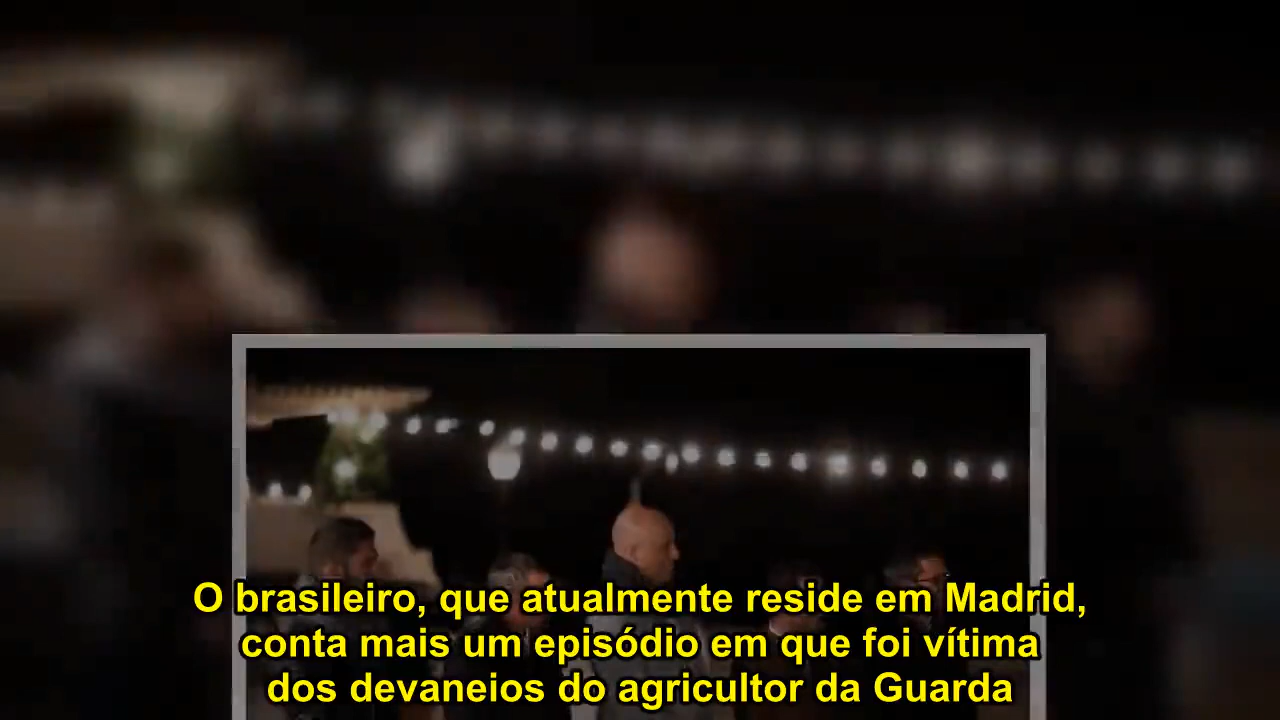 O brasileiro, que atualmente reside em Madrid,
conta mais um episódio em que foi vítima
dos devaneios do agricultor da Guarda